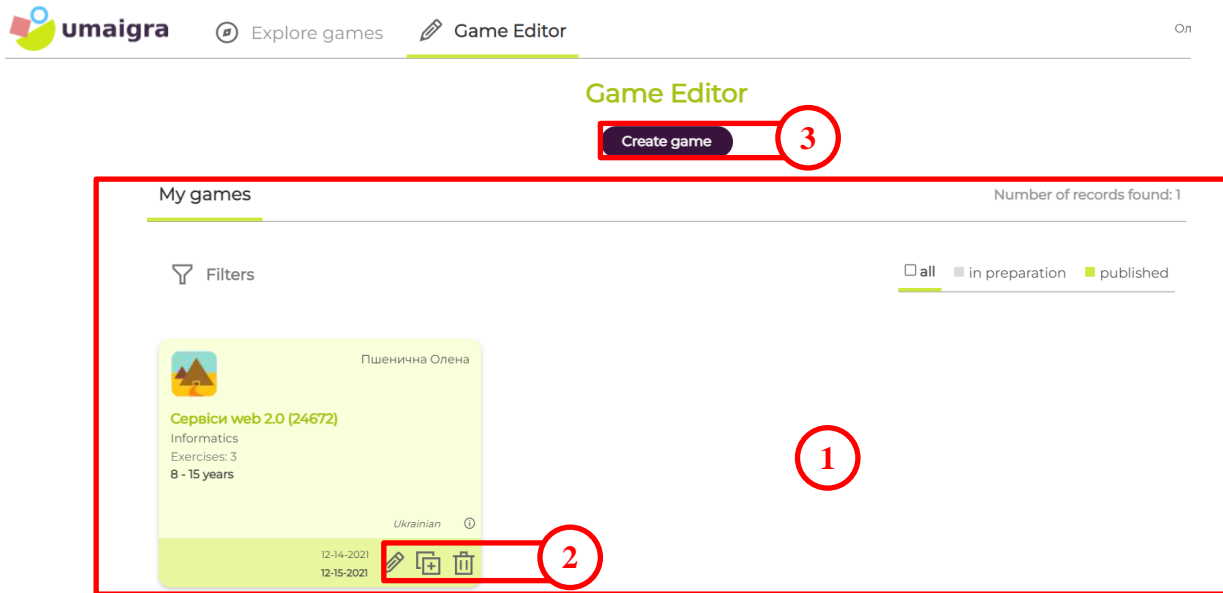 umaigra
Explore games
Game Editor
Ол
Game Editor
Create game
3
My games
Number of records found: 1
Filters
all
in preparation
published
Пшенична Олена
Сервіси web 2.0 (24672)
Informatics
Exercises: 3
8 - 15 years
1
Ukrainian
12-14-2021
12-15-2021
2